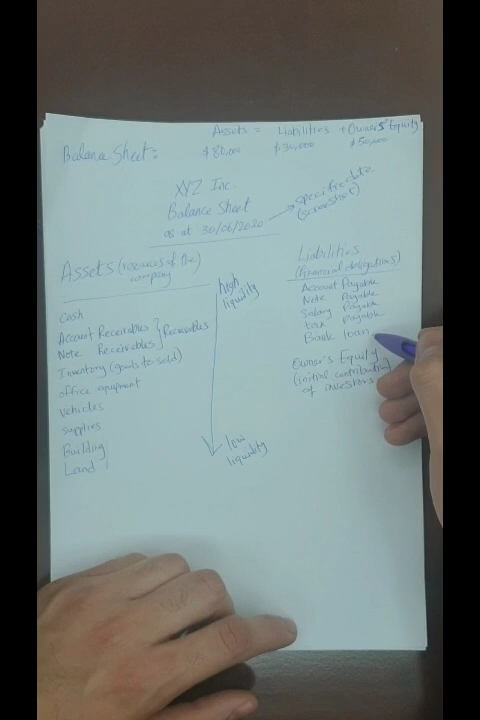 Assets = Liabilities + Owner's Equity
Balance Sheet: $80,000 $30,000 $50,000
XYZ Inc.
Balance Sheet
as at 30/06/2020
specific date
(screenshot)
Assets (resources of the
company)
Cash
Account Receivables
Note Receivables
Receivables
Inventory (goods to sold)
office equipment
vehicles
supplies
Building
Land
high
liquidity
low
liquidity
Liabilities
(financial obligations)
Account Payable
Note Payable
Salary Payable
tax payable
Bank loan
Owner's Equity
(initial contribution
of investors)